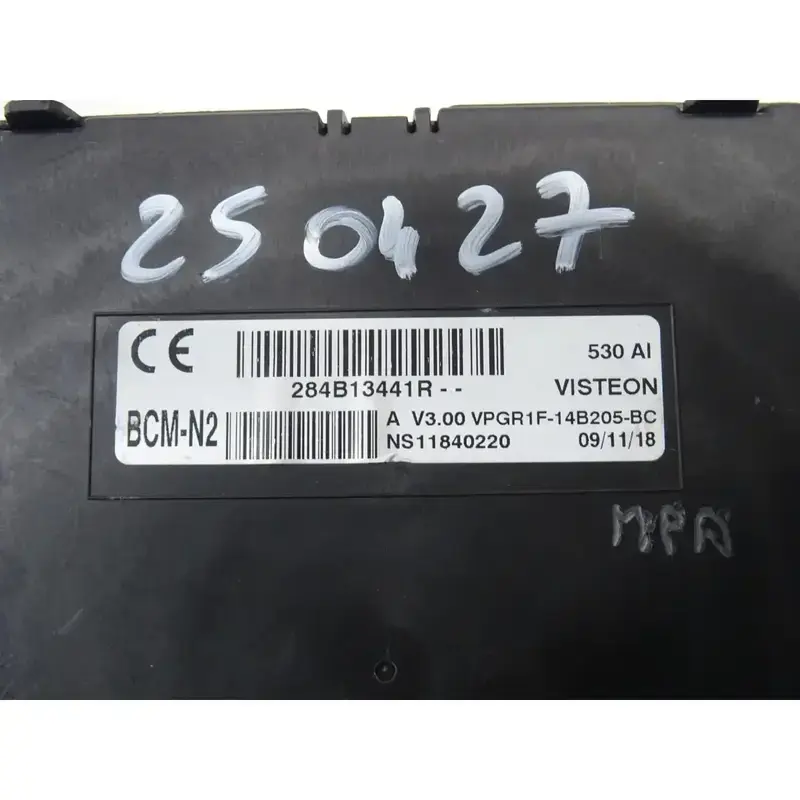 250427
CE
530 AI
284B13441R - -
VISTEON
BCM-N2
A V3.00 VPGR1F-14B205-BC
NS11840220 09/11/18